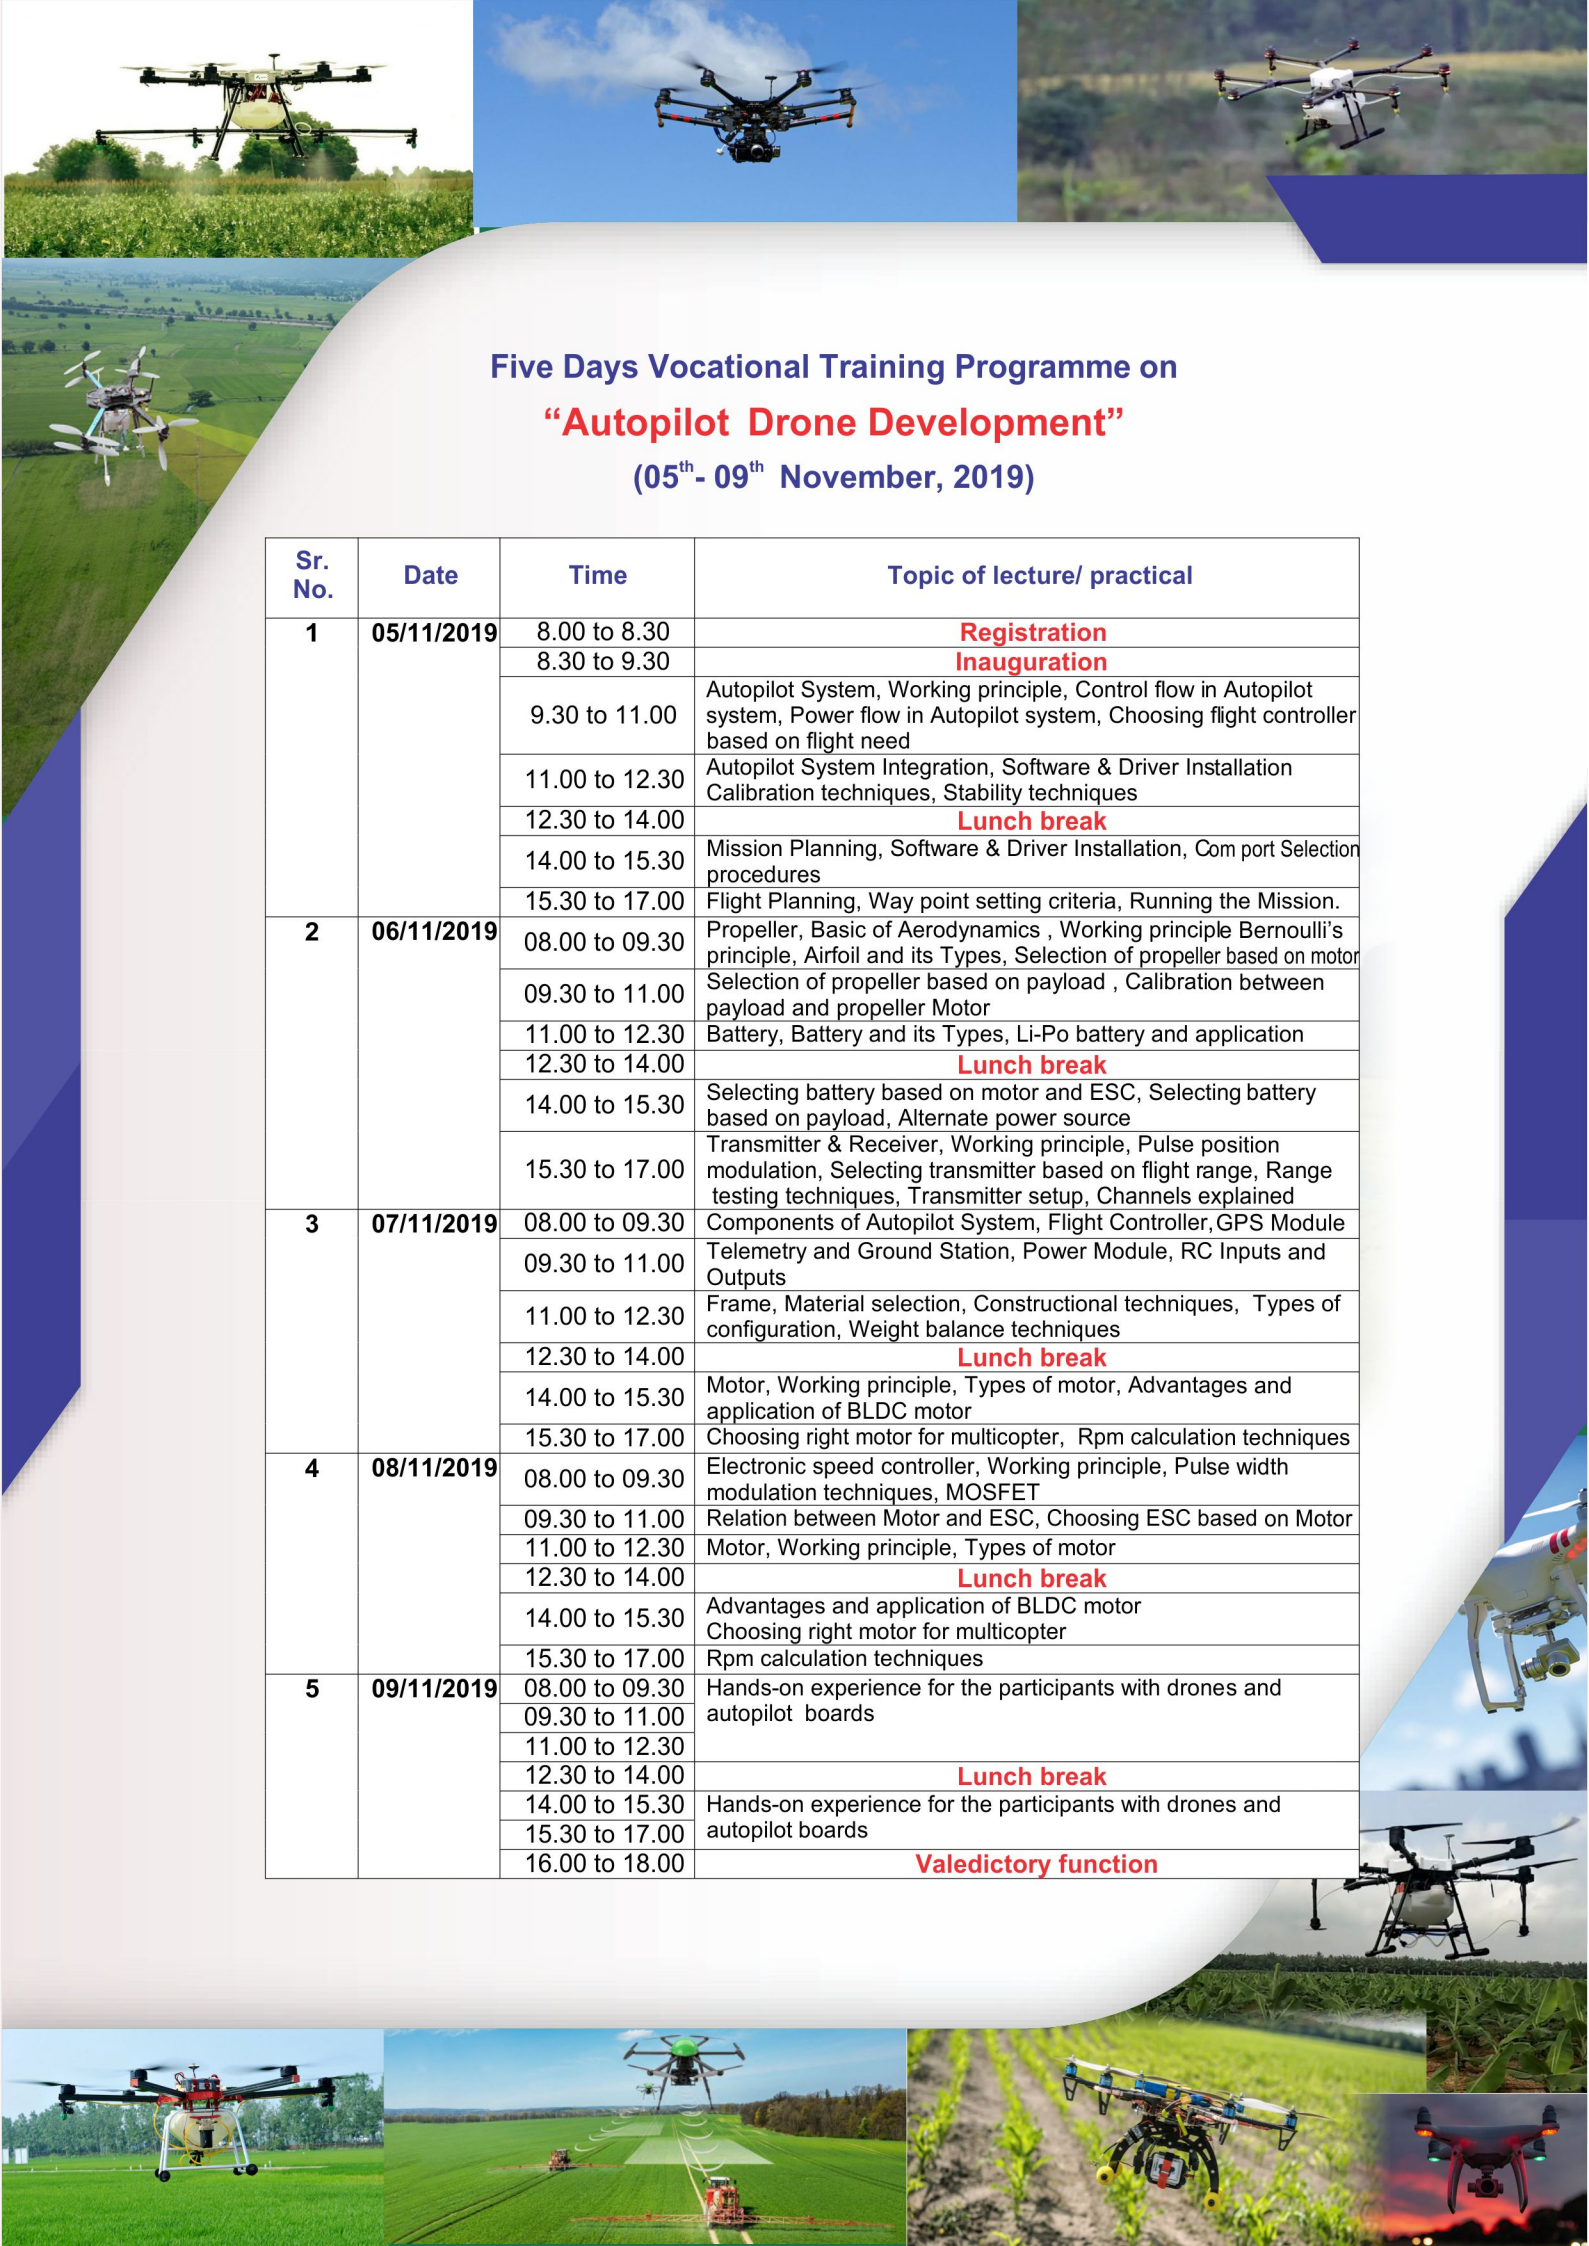 Five Days Vocational Training Programme on
“Autopilot Drone Development”
(05th- 09th November, 2019)
Sr. No. Date Time Topic of lecture/ practical
1 05/11/2019 8.00 to 8.30 Registration
8.30 to 9.30 Inauguration
9.30 to 11.00 Autopilot System, Working principle, Control flow in Autopilot
system, Power flow in Autopilot system, Choosing flight controller
based on flight need
11.00 to 12.30 Autopilot System Integration, Software & Driver Installation
Calibration techniques, Stability techniques
12.30 to 14.00 Lunch break
14.00 to 15.30 Mission Planning, Software & Driver Installation, Com port Selection
procedures
15.30 to 17.00 Flight Planning, Way point setting criteria, Running the Mission.
2 06/11/2019 08.00 to 09.30 Propeller, Basic of Aerodynamics , Working principle Bernoulli’s
principle, Airfoil and its Types, Selection of propeller based on motor
09.30 to 11.00 Selection of propeller based on payload , Calibration between
payload and propeller Motor
11.00 to 12.30 Battery, Battery and its Types, Li-Po battery and application
12.30 to 14.00 Lunch break
14.00 to 15.30 Selecting battery based on motor and ESC, Selecting battery
based on payload, Alternate power source
15.30 to 17.00 Transmitter & Receiver, Working principle, Pulse position
modulation, Selecting transmitter based on flight range, Range
testing techniques, Transmitter setup, Channels explained
3 07/11/2019 08.00 to 09.30 Components of Autopilot System, Flight Controller, GPS Module
09.30 to 11.00 Telemetry and Ground Station, Power Module, RC Inputs and
Outputs
11.00 to 12.30 Frame, Material selection, Constructional techniques, Types of
configuration, Weight balance techniques
12.30 to 14.00 Lunch break
14.00 to 15.30 Motor, Working principle, Types of motor, Advantages and
application of BLDC motor
15.30 to 17.00 Choosing right motor for multicopter, Rpm calculation techniques
4 08/11/2019 08.00 to 09.30 Electronic speed controller, Working principle, Pulse width
modulation techniques, MOSFET
09.30 to 11.00 Relation between Motor and ESC, Choosing ESC based on Motor
11.00 to 12.30 Motor, Working principle, Types of motor
12.30 to 14.00 Lunch break
14.00 to 15.30 Advantages and application of BLDC motor
Choosing right motor for multicopter
15.30 to 17.00 Rpm calculation techniques
5 09/11/2019 08.00 to 09.30 Hands-on experience for the participants with drones and
09.30 to 11.00 autopilot boards
11.00 to 12.30
12.30 to 14.00 Lunch break
14.00 to 15.30 Hands-on experience for the participants with drones and
15.30 to 17.00 autopilot boards
16.00 to 18.00 Valedictory function